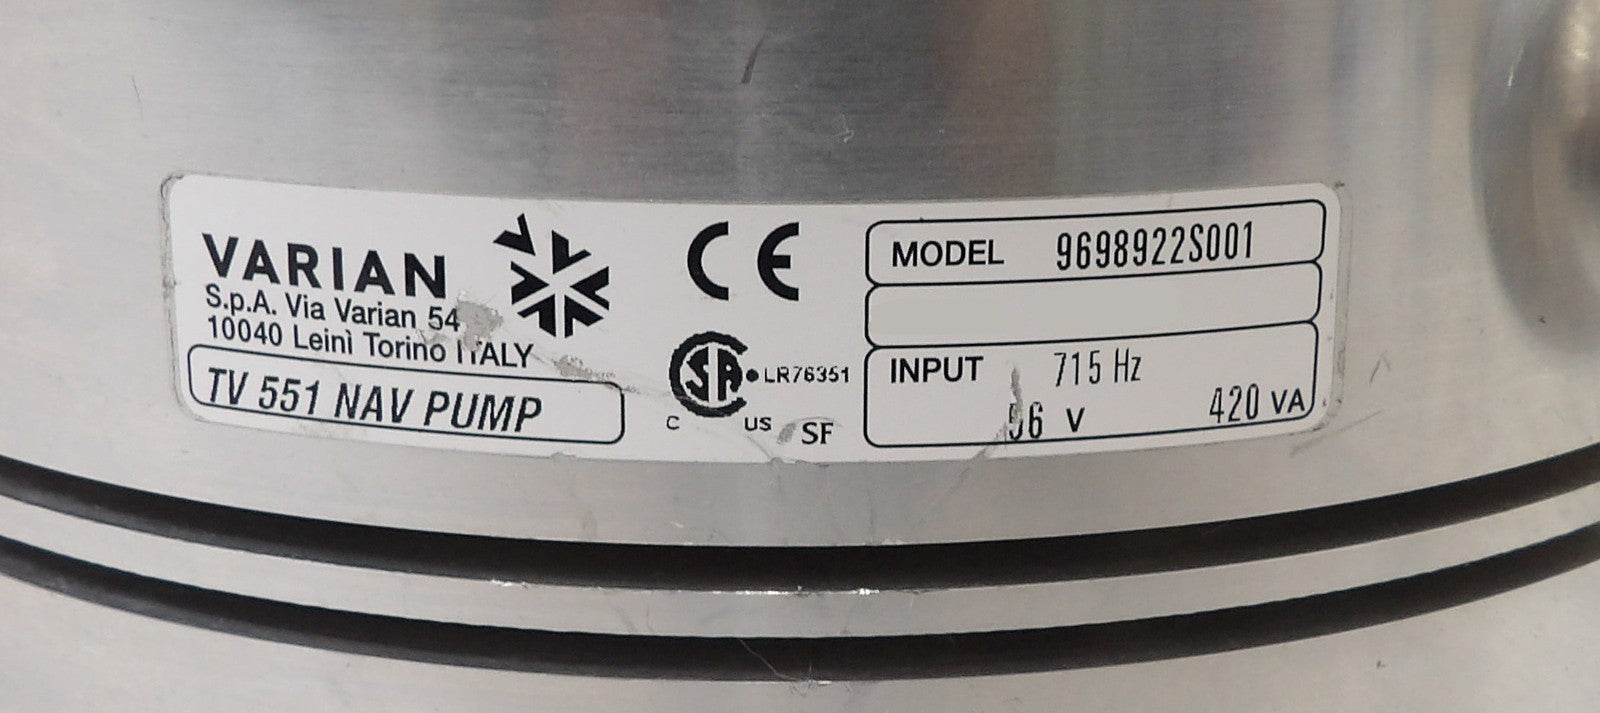 VARIAN
S.p.A. Via Varian 54
10040 Leinì Torino ITALY
TV 551 NAV PUMP
CE
SA
LR76351
C US SF
MODEL 9698922S001
INPUT 715 Hz
56 V 420 VA